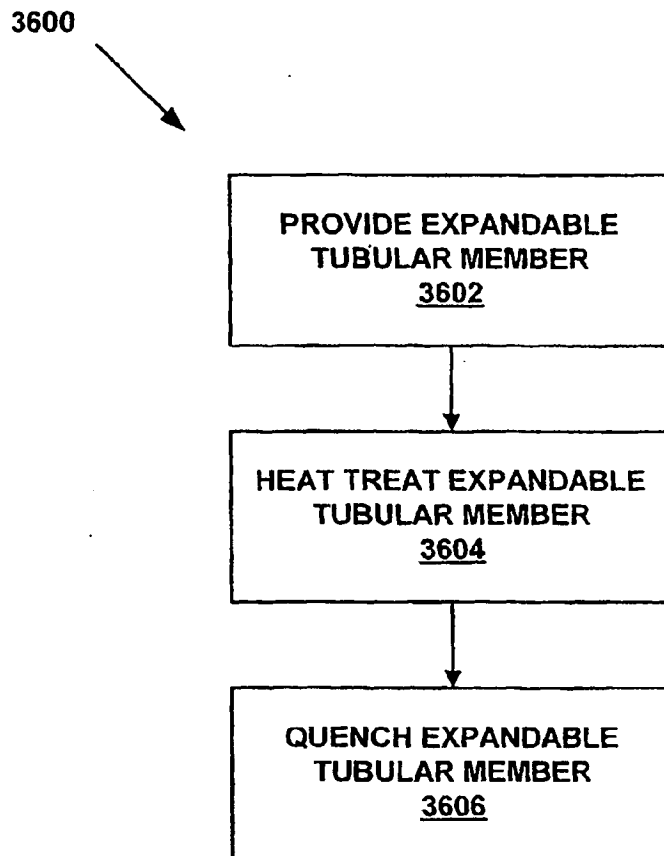 3600
PROVIDE EXPANDABLE
TUBULAR MEMBER
3602
HEAT TREAT EXPANDABLE
TUBULAR MEMBER
3604
QUENCH EXPANDABLE
TUBULAR MEMBER
3606